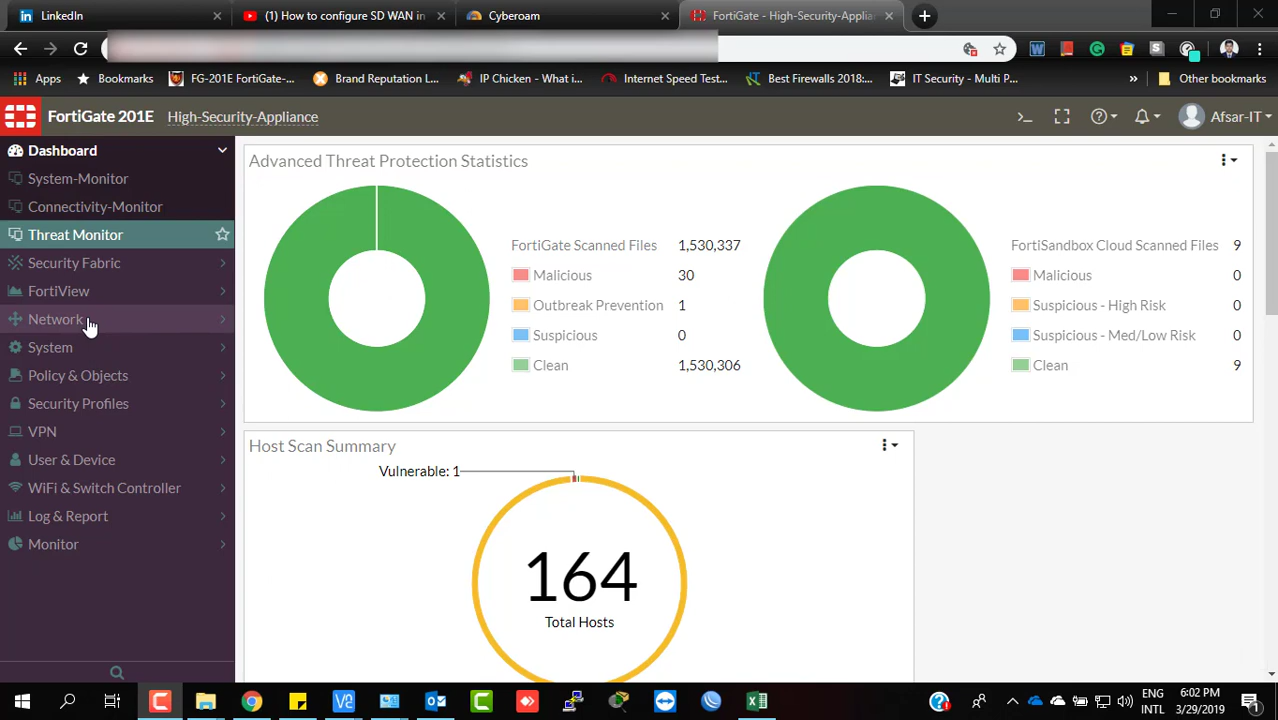 LinkedIn
(1) How to configure SD WAN in
Cyberoam
FortiGate - High-Security-Applia
Apps
Bookmarks
FG-201E FortiGate-...
Brand Reputation L...
IP Chicken - What i...
Internet Speed Test...
Best Firewalls 2018:...
IT Security - Multi P...
»
Other bookmarks
FortiGate 201E
High-Security-Appliance
Afsar-IT
Dashboard
System-Monitor
Connectivity-Monitor
Threat Monitor
Security Fabric
FortiView
Network
System
Policy & Objects
Security Profiles
VPN
User & Device
WiFi & Switch Controller
Log & Report
Monitor
Advanced Threat Protection Statistics
FortiGate Scanned Files 1,530,337
Malicious 30
Outbreak Prevention 1
Suspicious 0
Clean 1,530,306
FortiSandbox Cloud Scanned Files 9
Malicious 0
Suspicious - High Risk 0
Suspicious - Med/Low Risk 0
Clean 9
Host Scan Summary
Vulnerable: 1
164
Total Hosts
ENG
INTL
6:02 PM
3/29/2019